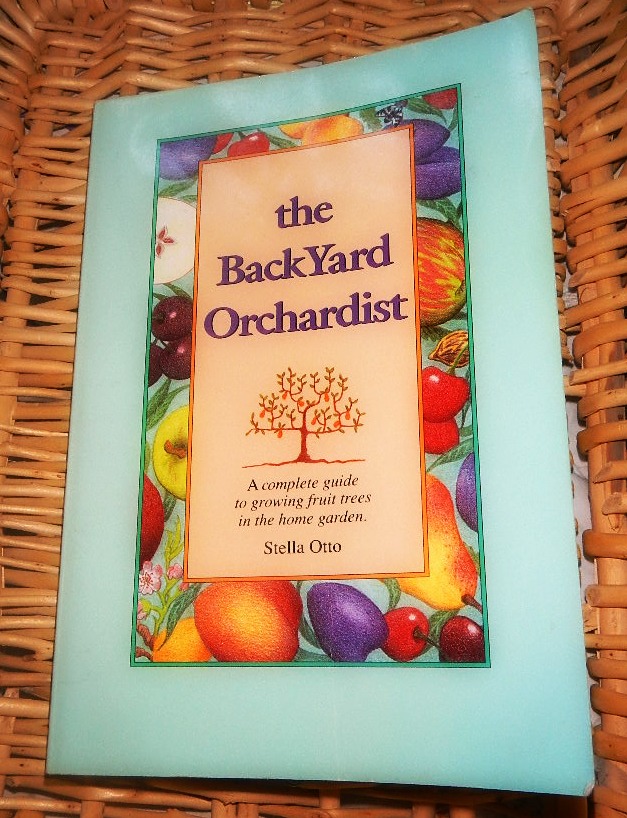 the
BackYard
Orchardist
A complete guide
to growing fruit trees
in the home garden.
Stella Otto